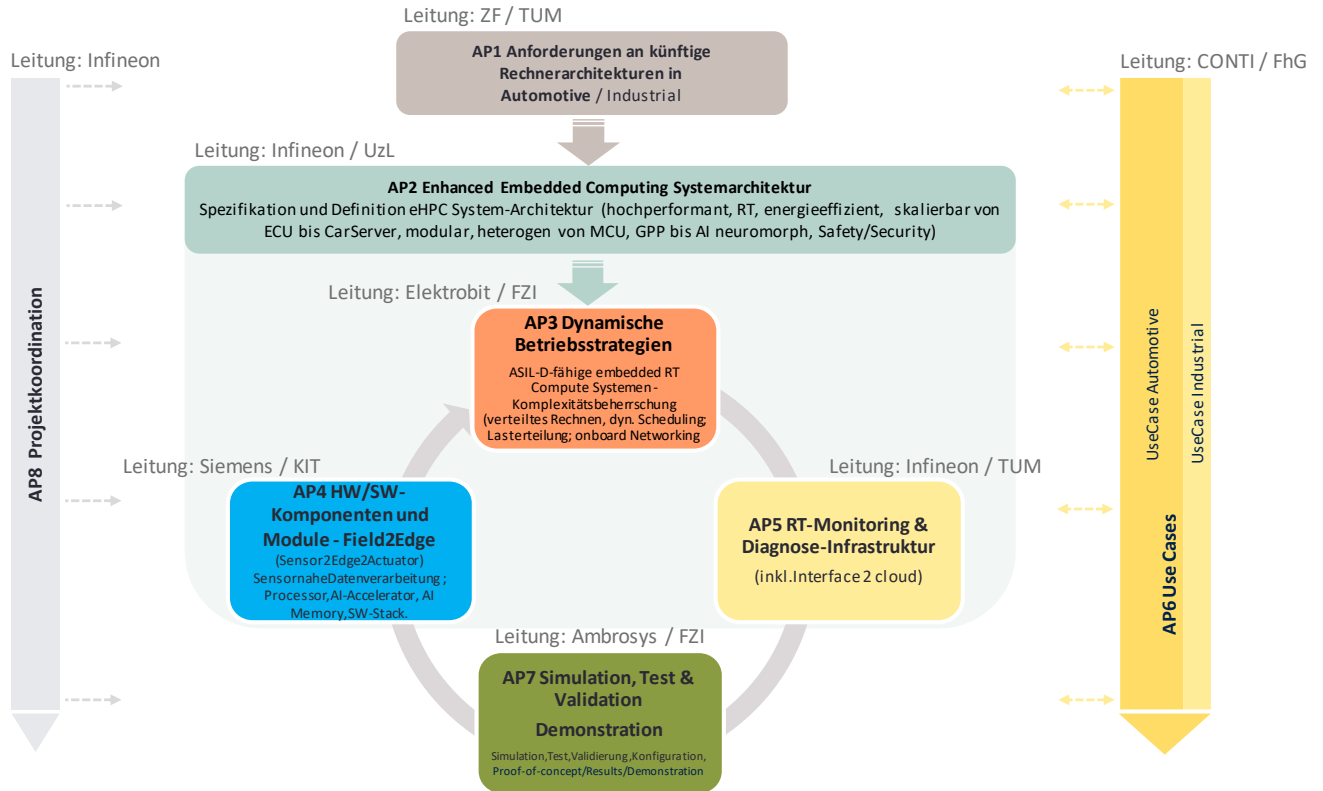 Leitung: ZF / TUM
AP1 Anforderungen an künftige
Rechnerarchitekturen in
Automotive / Industrial
Leitung: Infineon
Leitung: CONTI / FhG
Leitung: Infineon / UzL
AP2 Enhanced Embedded Computing Systemarchitektur
Spezifikation und Definition eHPC System-Architektur (hochperformant, RT, energieeffizient, skalierbar von
ECU bis CarServer, modular, heterogen von MCU, GPP bis AI neuromorph, Safety/Security)
Leitung: Elektrobit / FZI
AP3 Dynamische
Betriebsstrategien
ASIL-D-fähige embedded RT
Compute Systemen -
Komplexitätsbeherrschung
(verteiltes Rechnen, dyn. Scheduling;
Lasterteilung; onboard Networking
AP8 Projektkoordination
UseCase Automotive
UseCase Industrial
AP6 Use Cases
Leitung: Siemens / KIT
AP4 HW/SW-
Komponenten und
Module - Field2Edge
(Sensor2Edge2Actuator)
SensornaheDatenverarbeitung ;
Processor,AI-Accelerator, AI
Memory,SW-Stack.
Leitung: Infineon / TUM
AP5 RT-Monitoring &
Diagnose-Infrastruktur
(inkl.Interface 2 cloud)
Leitung: Ambrosys / FZI
AP7 Simulation, Test &
Validation
Demonstration
Simulation,Test,Validierung,Konfiguration,
Proof-of-concept/Results/Demonstration